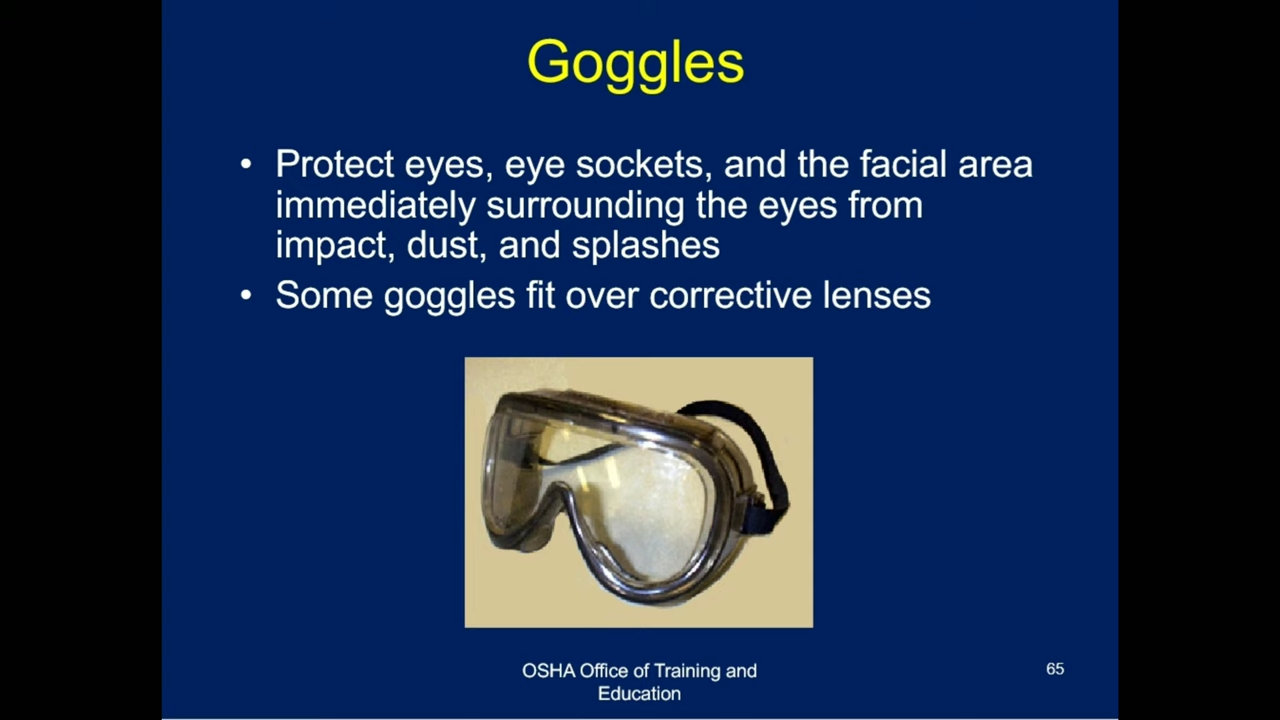 Goggles
• Protect eyes, eye sockets, and the facial area
immediately surrounding the eyes from
impact, dust, and splashes
• Some goggles fit over corrective lenses
OSHA Office of Training and
Education
65